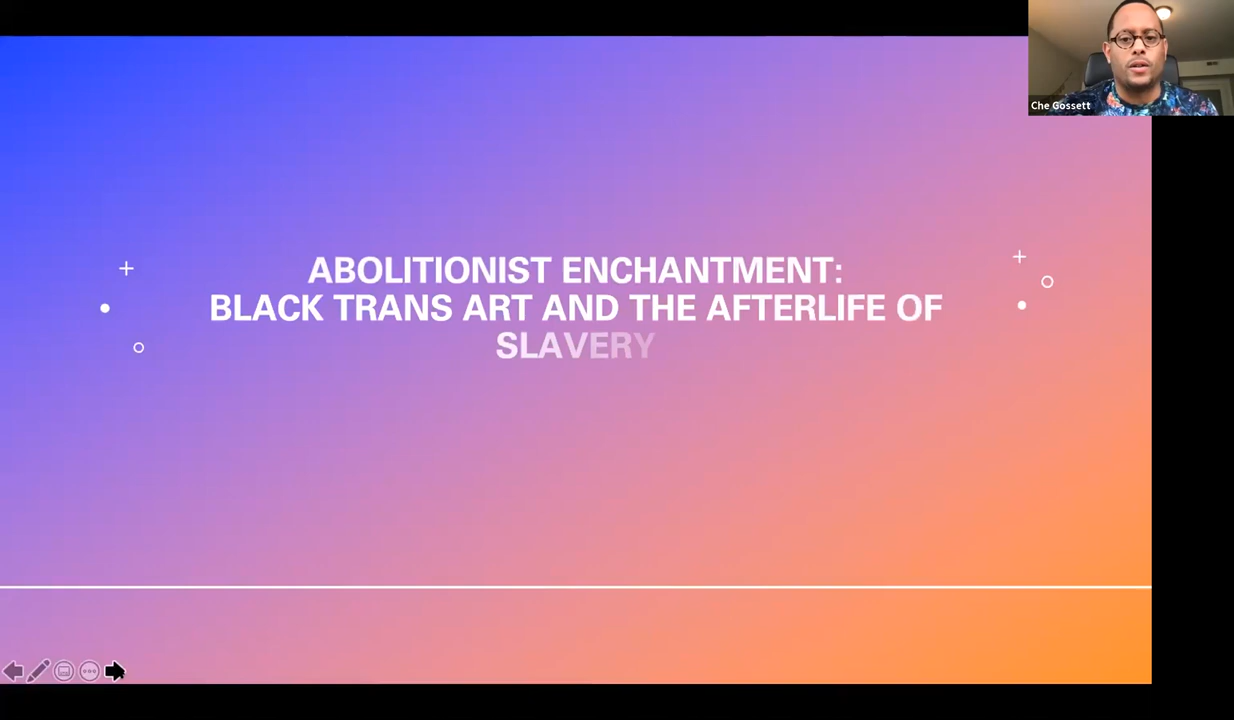 Che Gossett
ABOLITIONIST ENCHANTMENT:
BLACK TRANS ART AND THE AFTERLIFE OF
SLAVERY